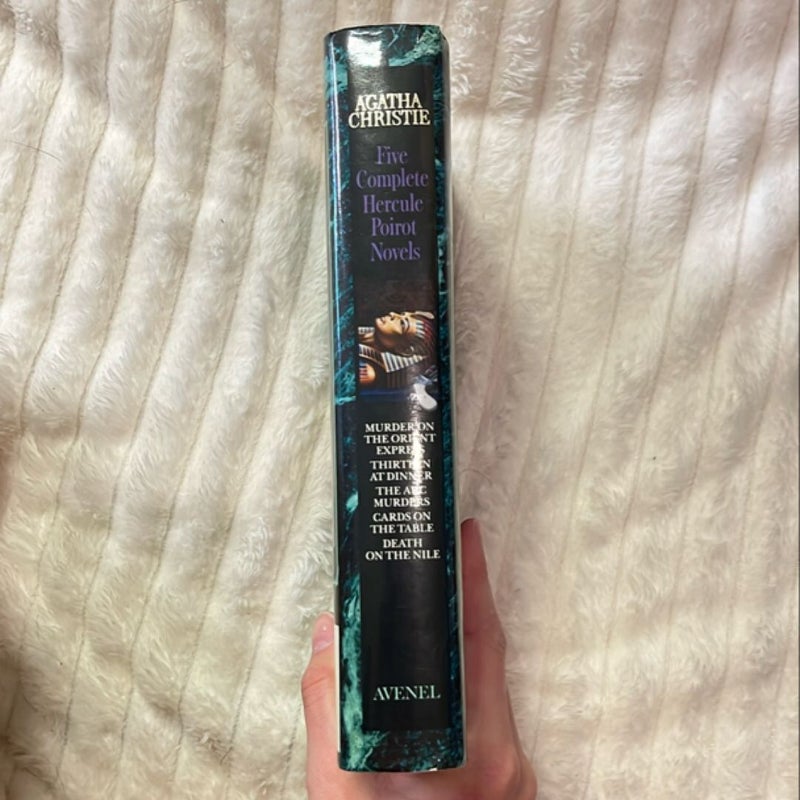 AGATHA
CHRISTIE
Five
Complete
Hercule
Poirot
Novels
MURDER ON
THE ORIENT
EXPRESS
THIRTEEN
AT DINNER
THE ABC
MURDERS
CARDS ON
THE TABLE
DEATH
ON THE NILE
AVENEL